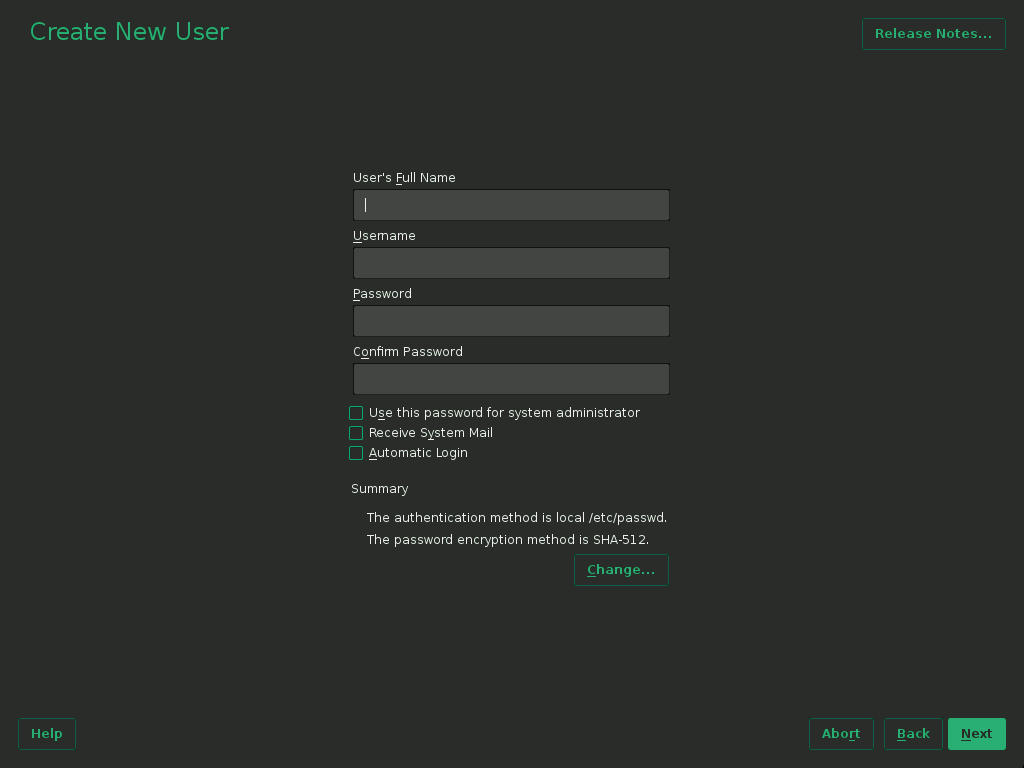 Create New User
Release Notes...
User's Full Name
Username
Password
Confirm Password
Use this password for system administrator
Receive System Mail
Automatic Login
Summary
The authentication method is local /etc/passwd.
The password encryption method is SHA-512.
Change...
Help
Abort
Back
Next